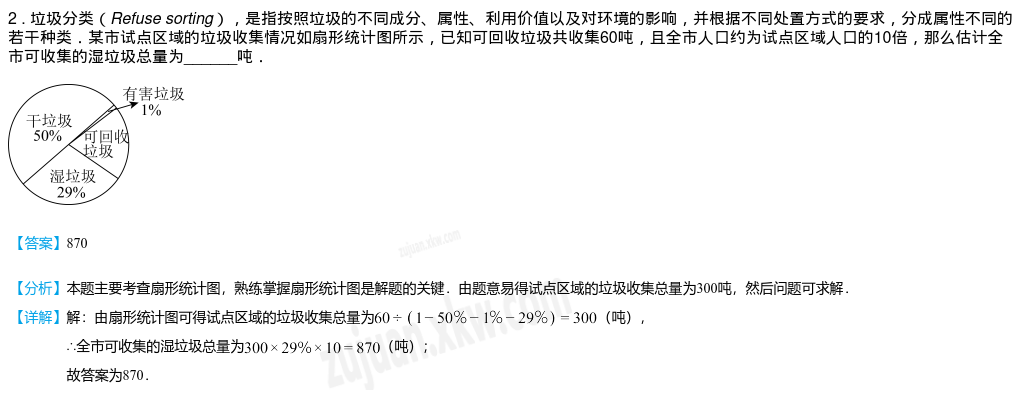 2．垃圾分类（Refuse sorting），是指按照垃圾的不同成分、属性、利用价值以及对环境的影响，并根据不同处置方式的要求，分成属性不同的
若干种类．某市试点区域的垃圾收集情况如扇形统计图所示，已知可回收垃圾共收集60吨，且全市人口约为试点区域人口的10倍，那么估计全
市可收集的湿垃圾总量为______吨．
有害垃圾
1%
干垃圾
50%
可回收
垃圾
湿垃圾
29%
【答案】870
zujuan.xkw.com
【分析】本题主要考查扇形统计图，熟练掌握扇形统计图是解题的关键．由题意易得试点区域的垃圾收集总量为300吨，然后问题可求解．
【详解】解：由扇形统计图可得试点区域的垃圾收集总量为60÷(1−50%−1%−29%)=300（吨），
∴全市可收集的湿垃圾总量为300×29%×10=870（吨）；
故答案为870．
zujuan.xkw.com